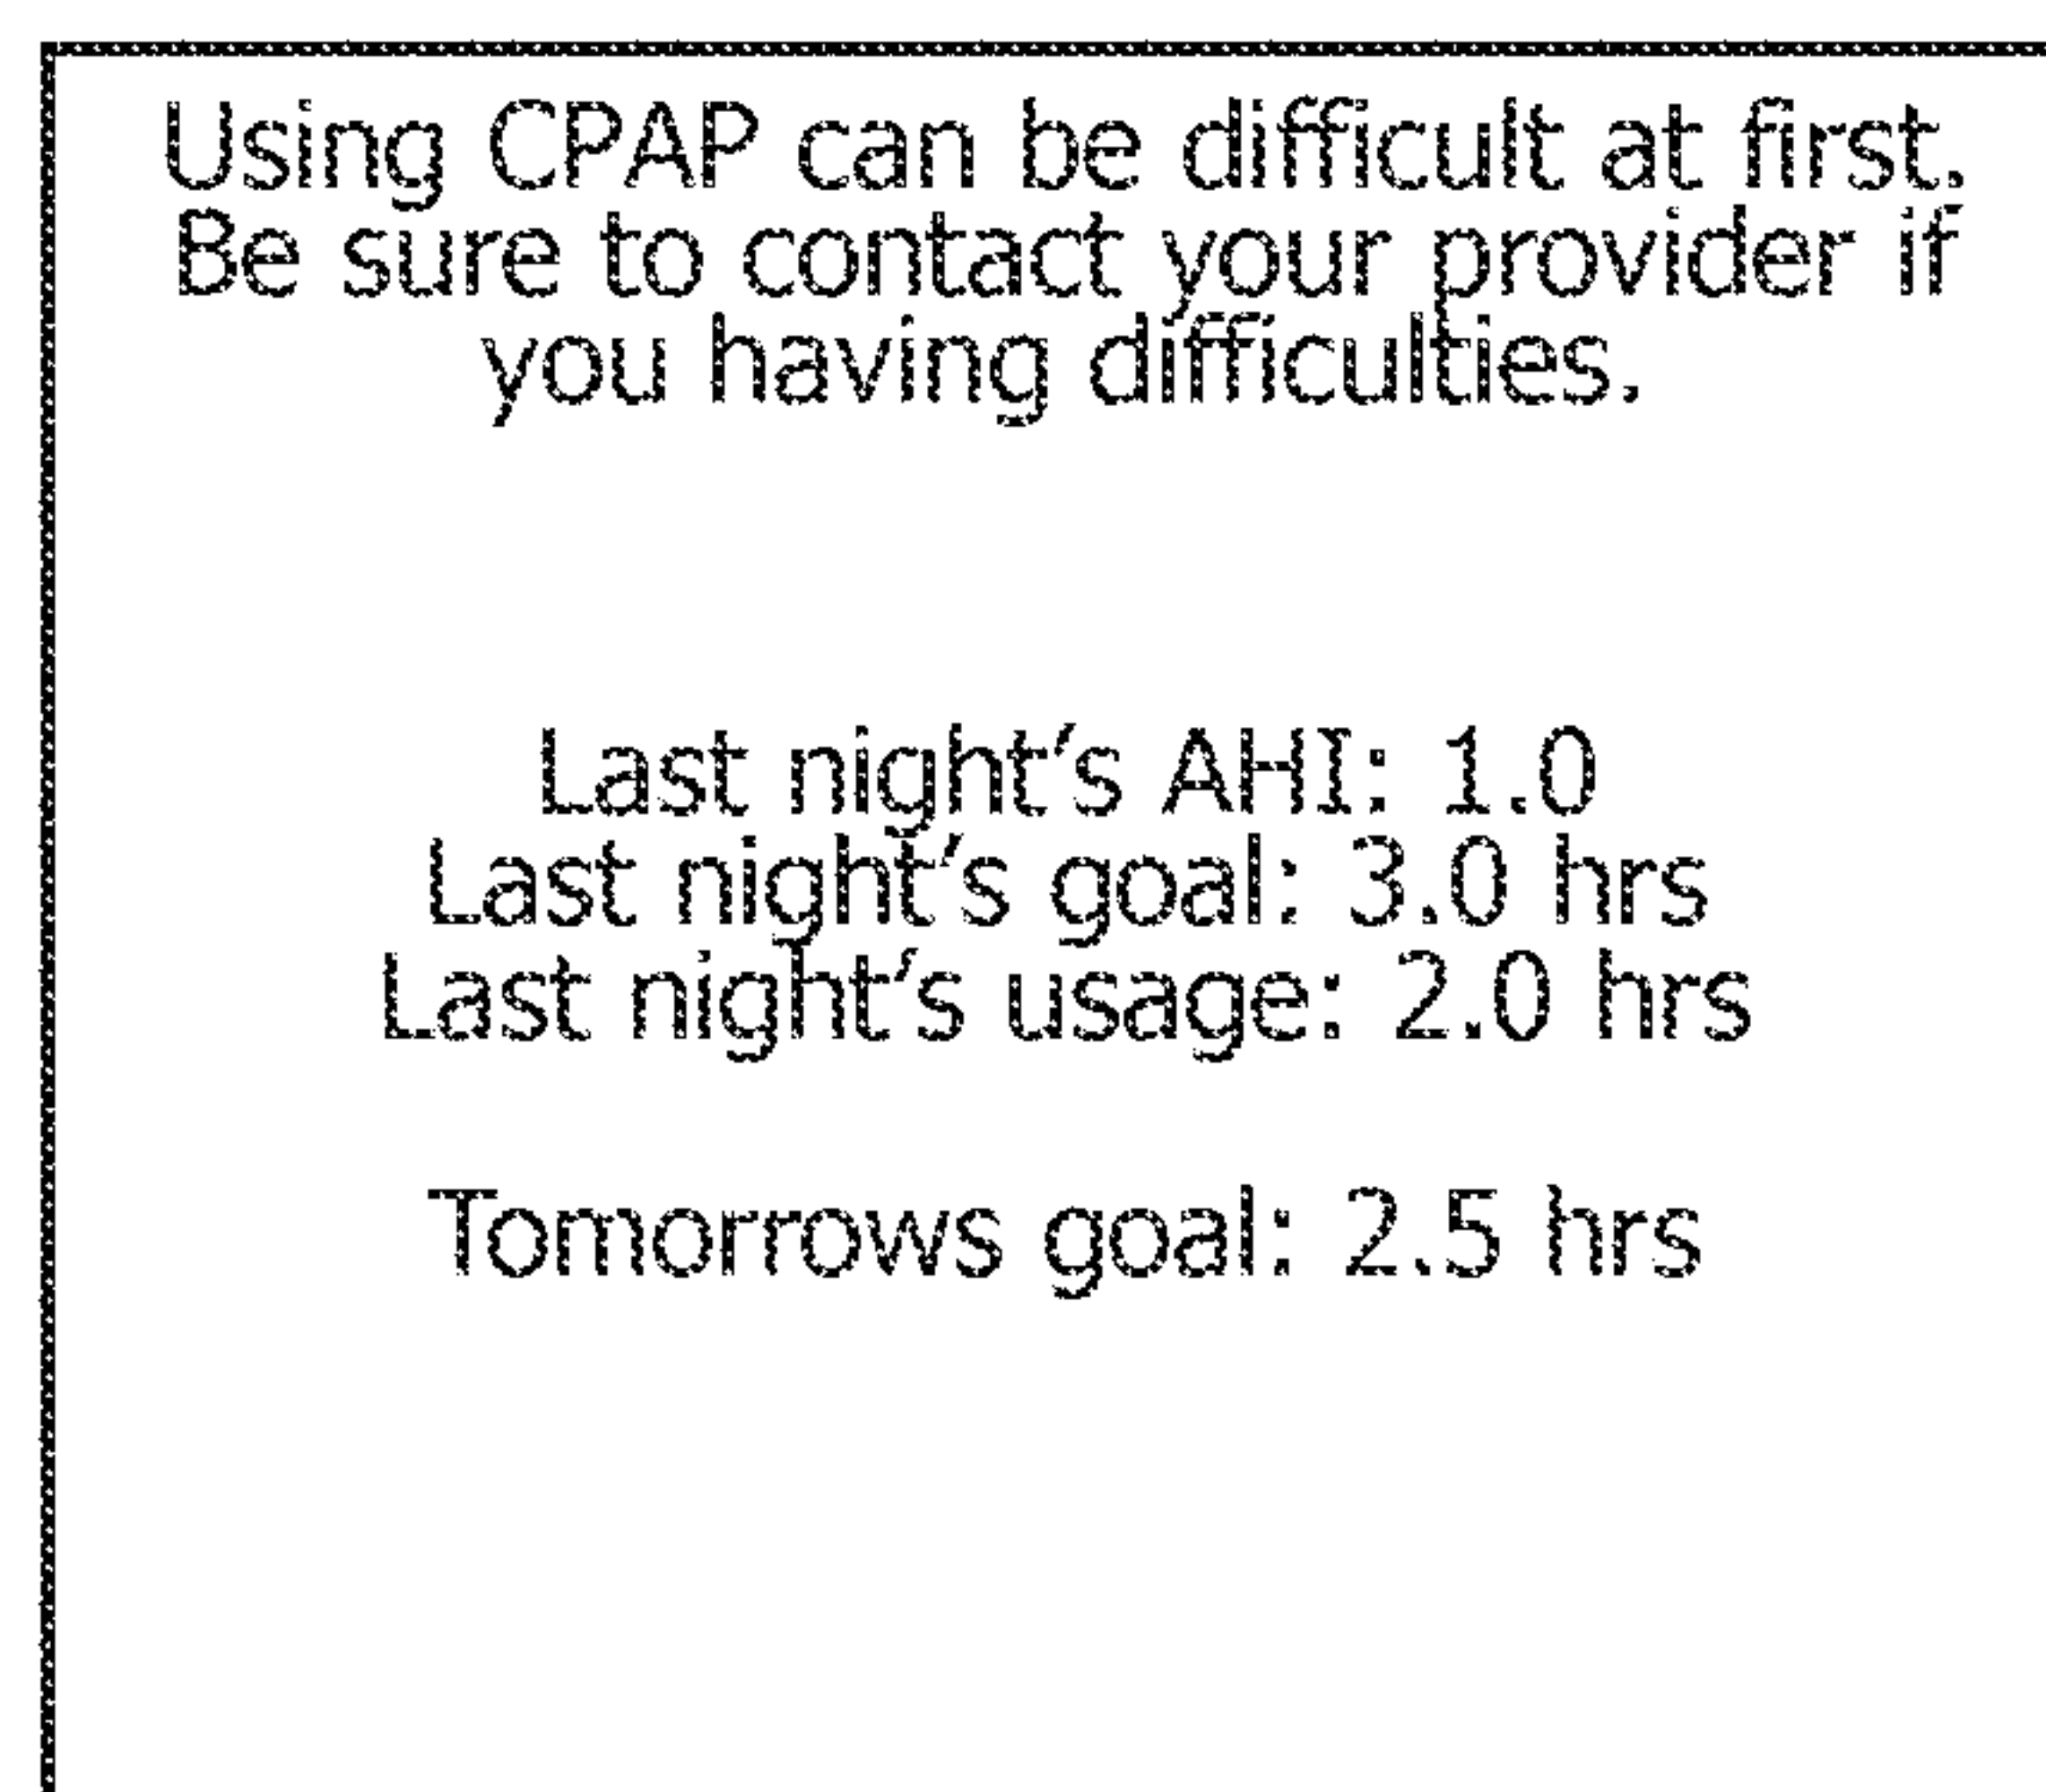 Using CPAP can be difficult at first.
Be sure to contact your provider if
you having difficulties.
Last night's AHI: 1.0
Last night's goal: 3.0 hrs
Last night's usage: 2.0 hrs
Tomorrows goal: 2.5 hrs